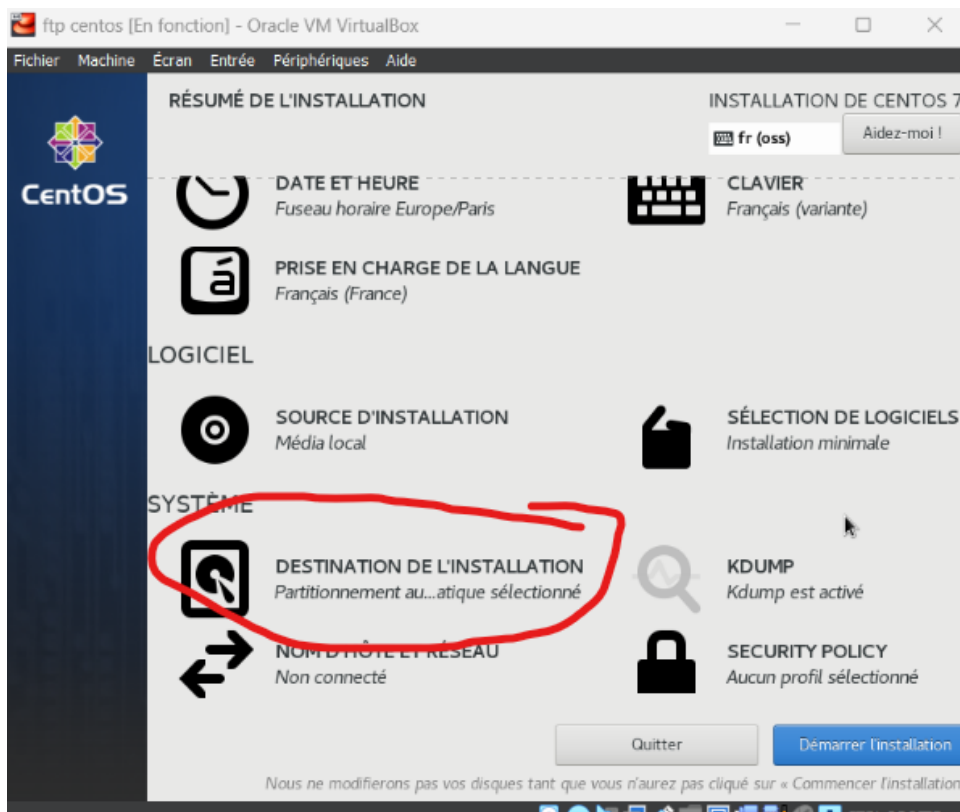 ftp centos [En fonction] - Oracle VM VirtualBox
Fichier Machine Écran Entrée Périphériques Aide
RÉSUMÉ DE L'INSTALLATION
INSTALLATION DE CENTOS 7
fr (oss)
Aidez-moi !
CentOS
DATE ET HEURE
Fuseau horaire Europe/Paris
CLAVIER
Français (variante)
PRISE EN CHARGE DE LA LANGUE
Français (France)
LOGICIEL
SOURCE D'INSTALLATION
Média local
SÉLECTION DE LOGICIELS
Installation minimale
SYSTÈME
DESTINATION DE L'INSTALLATION
Partitionnement au...atique sélectionné
KDUMP
Kdump est activé
NOM D'HÔTE ET RÉSEAU
Non connecté
SECURITY POLICY
Aucun profil sélectionné
Quitter
Démarrer l'installation
Nous ne modifierons pas vos disques tant que vous n'aurez pas cliqué sur « Commencer l'installation